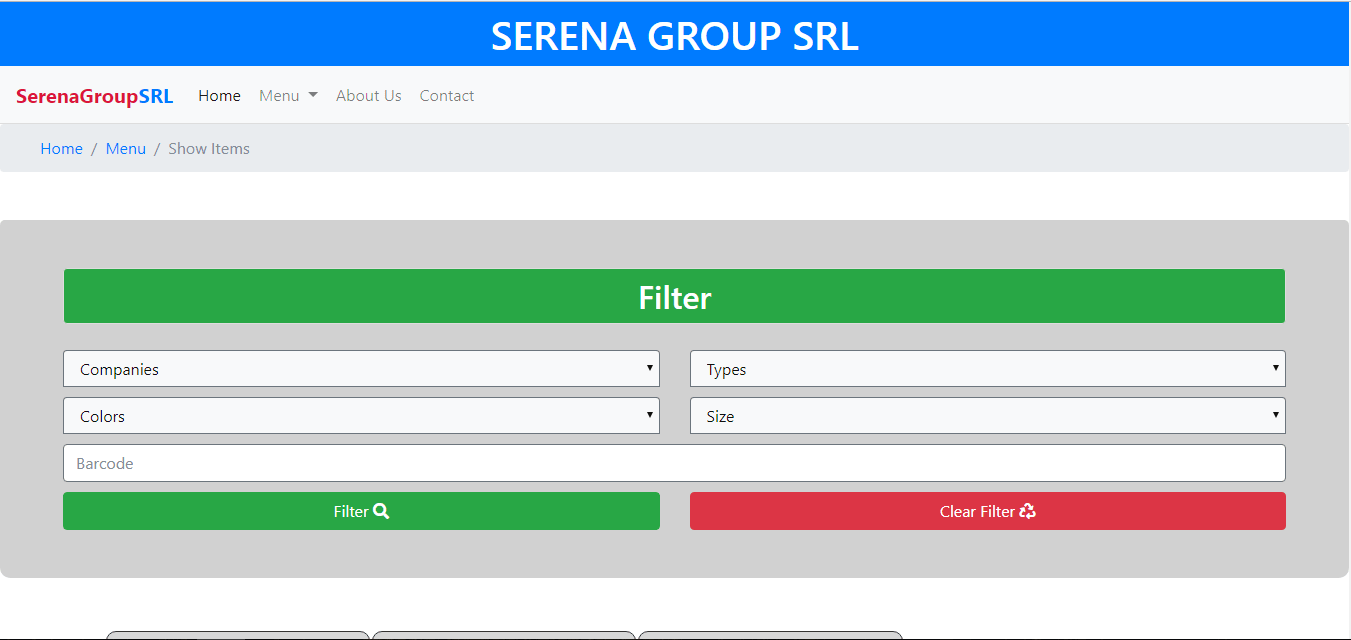 SERENA GROUP SRL
SerenaGroupSRL Home Menu About Us Contact
Home / Menu / Show Items
Filter
Companies Types
Colors Size
Barcode
Filter Clear Filter